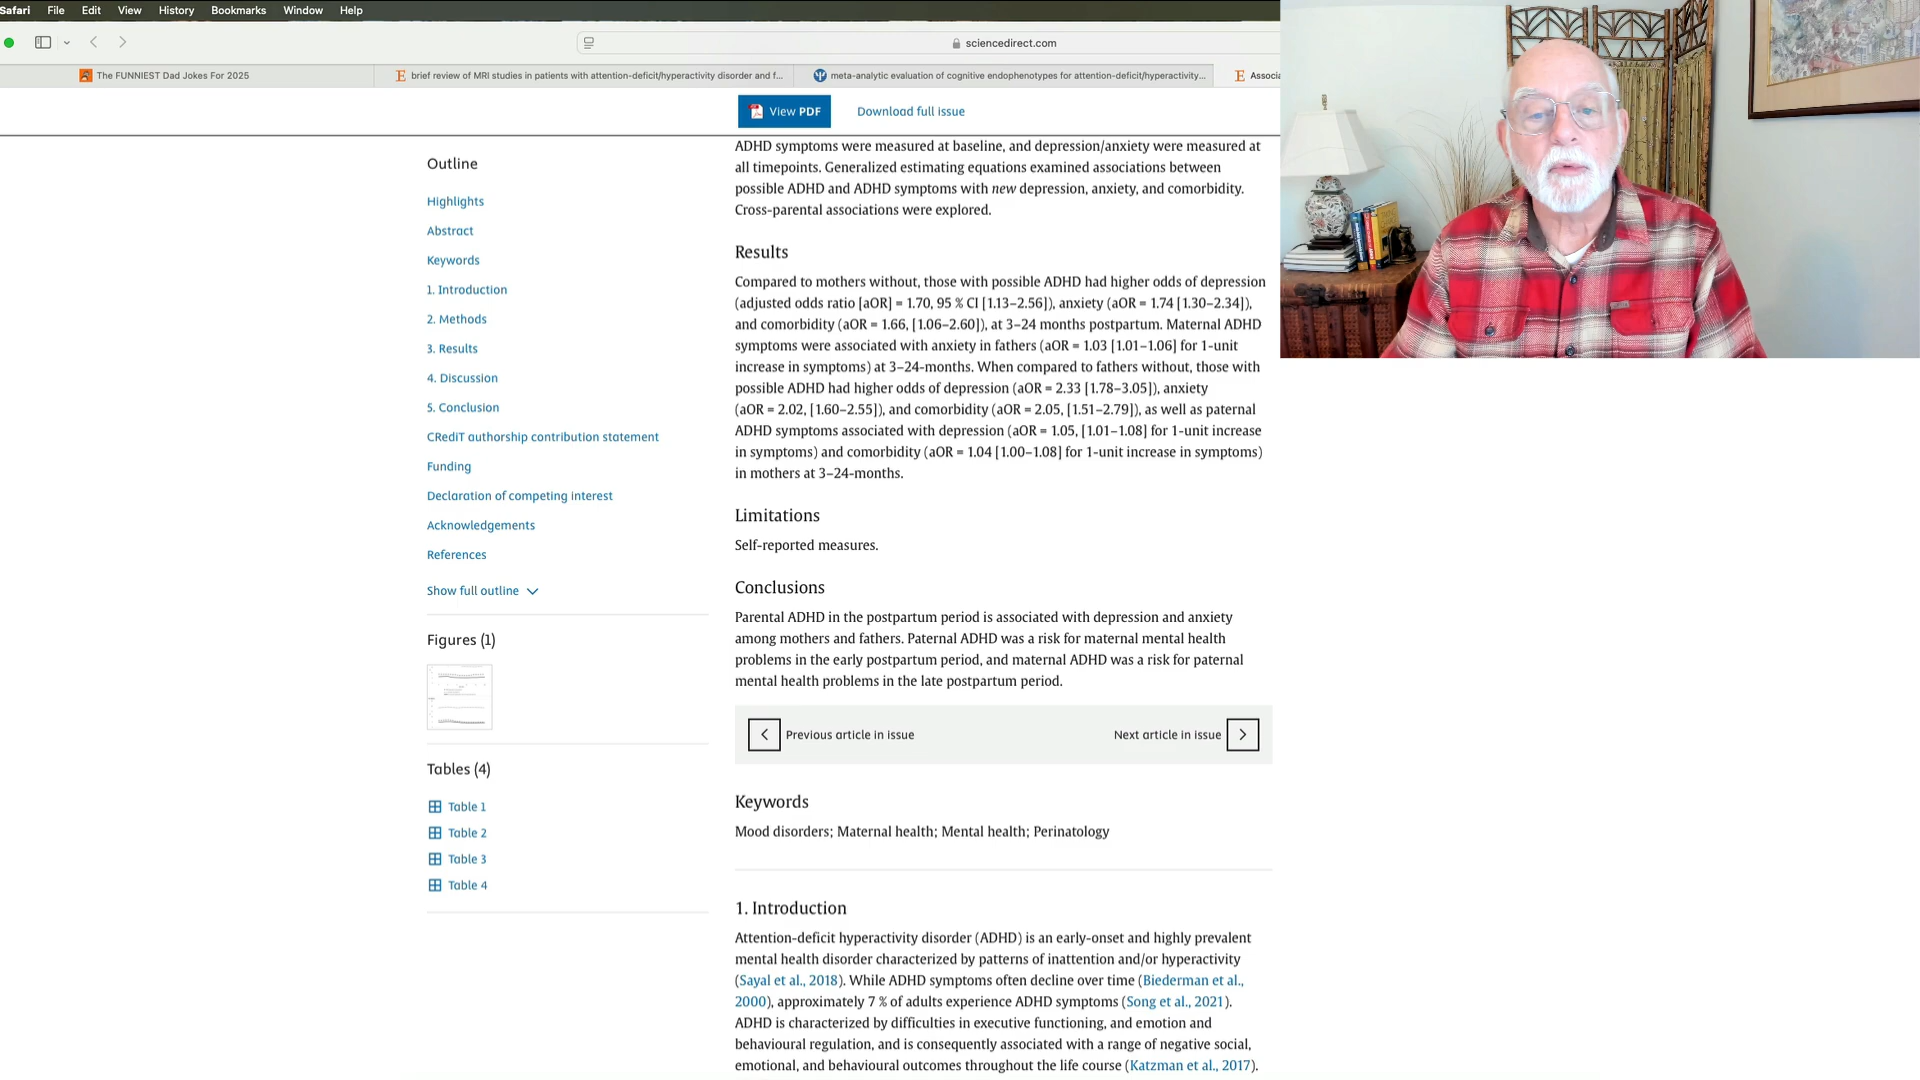 Safari File Edit View History Bookmarks Window Help
sciencedirect.com
The FUNNIEST Dad Jokes For 2025
brief review of MRI studies in patients with attention-deficit/hyperactivity disorder and f...
meta-analytic evaluation of cognitive endophenotypes for attention-deficit/hyperactivity...
Associa
View PDF
Download full issue
Outline
Highlights
Abstract
Keywords
1. Introduction
2. Methods
3. Results
4. Discussion
5. Conclusion
CRediT authorship contribution statement
Funding
Declaration of competing interest
Acknowledgements
References
Show full outline
Figures (1)
Tables (4)
Table 1
Table 2
Table 3
Table 4
ADHD symptoms were measured at baseline, and depression/anxiety were measured at
all timepoints. Generalized estimating equations examined associations between
possible ADHD and ADHD symptoms with new depression, anxiety, and comorbidity.
Cross-parental associations were explored.
Results
Compared to mothers without, those with possible ADHD had higher odds of depression
(adjusted odds ratio [aOR] = 1.70, 95 % CI [1.13–2.56]), anxiety (aOR = 1.74 [1.30–2.34]),
and comorbidity (aOR = 1.66, [1.06–2.60]), at 3–24 months postpartum. Maternal ADHD
symptoms were associated with anxiety in fathers (aOR = 1.03 [1.01–1.06] for 1-unit
increase in symptoms) at 3–24-months. When compared to fathers without, those with
possible ADHD had higher odds of depression (aOR = 2.33 [1.78–3.05]), anxiety
(aOR = 2.02, [1.60–2.55]), and comorbidity (aOR = 2.05, [1.51–2.79]), as well as paternal
ADHD symptoms associated with depression (aOR = 1.05, [1.01–1.08] for 1-unit increase
in symptoms) and comorbidity (aOR = 1.04 [1.00–1.08] for 1-unit increase in symptoms)
in mothers at 3–24-months.
Limitations
Self-reported measures.
Conclusions
Parental ADHD in the postpartum period is associated with depression and anxiety
among mothers and fathers. Paternal ADHD was a risk for maternal mental health
problems in the early postpartum period, and maternal ADHD was a risk for paternal
mental health problems in the late postpartum period.
Previous article in issue
Next article in issue
Keywords
Mood disorders; Maternal health; Mental health; Perinatology
1. Introduction
Attention-deficit hyperactivity disorder (ADHD) is an early-onset and highly prevalent
mental health disorder characterized by patterns of inattention and/or hyperactivity
(Sayal et al., 2018). While ADHD symptoms often decline over time (Biederman et al.,
2000), approximately 7 % of adults experience ADHD symptoms (Song et al., 2021).
ADHD is characterized by difficulties in executive functioning, and emotion and
behavioural regulation, and is consequently associated with a range of negative social,
emotional, and behavioural outcomes throughout the life course (Katzman et al., 2017).